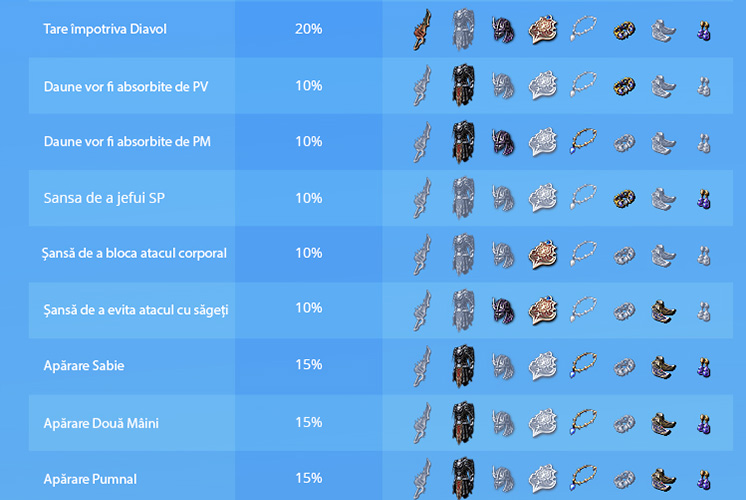 Tare împotriva Diavol 20%
Daune vor fi absorbite de PV 10%
Daune vor fi absorbite de PM 10%
Sansa de a jefui SP 10%
Șansă de a bloca atacul corporal 10%
Șansă de a evita atacul cu săgeți 10%
Apărare Sabie 15%
Apărare Două Mâini 15%
Apărare Pumnal 15%